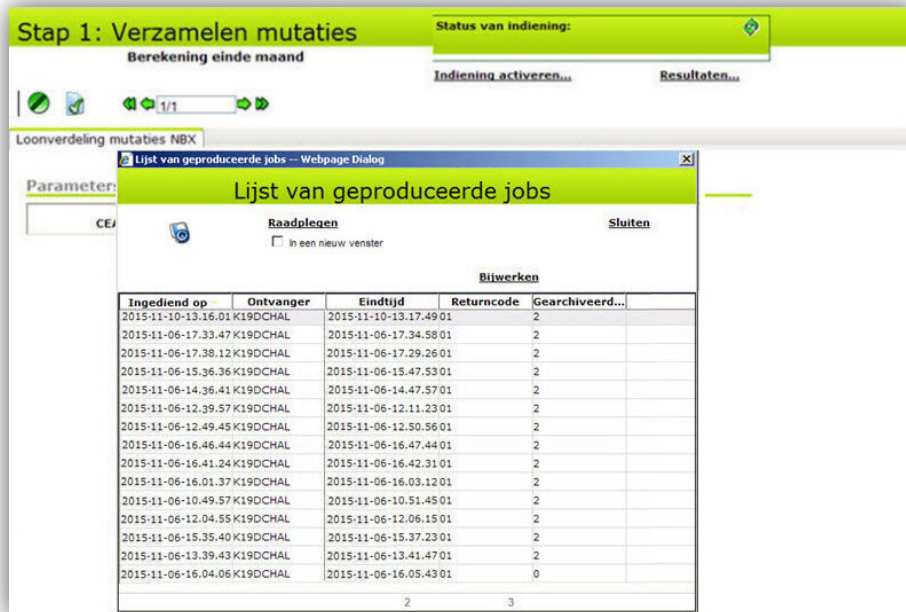 Stap 1: Verzamelen mutaties
Status van indiening:
Berekening einde maand
Indiening activeren...
Resultaten...
1/1
Loonverdeling mutaties NBX
Lijst van geproduceerde jobs -- Webpage Dialog
Lijst van geproduceerde jobs
Raadplegen
Sluiten
In een nieuw venster
Bijwerken
Ingediend op Ontvanger Eindtijd Returncode Gearchiveerd...
2015-11-10-13.16.01 K19DCHAL 2015-11-10-13.17.49 01 2
2015-11-06-17.33.47 K19DCHAL 2015-11-06-17.34.58 01 2
2015-11-06-17.38.12 K19DCHAL 2015-11-06-17.29.26 01 2
2015-11-06-15.36.36 K19DCHAL 2015-11-06-15.47.53 01 2
2015-11-06-14.36.41 K19DCHAL 2015-11-06-14.47.57 01 2
2015-11-06-12.39.57 K19DCHAL 2015-11-06-12.11.23 01 2
2015-11-06-12.49.45 K19DCHAL 2015-11-06-12.50.56 01 2
2015-11-06-16.46.44 K19DCHAL 2015-11-06-16.47.44 01 2
2015-11-06-16.41.24 K19DCHAL 2015-11-06-16.42.31 01 2
2015-11-06-16.01.37 K19DCHAL 2015-11-06-16.03.12 01 2
2015-11-06-10.49.57 K19DCHAL 2015-11-06-10.51.45 01 2
2015-11-06-12.04.55 K19DCHAL 2015-11-06-12.06.15 01 2
2015-11-06-15.35.40 K19DCHAL 2015-11-06-15.37.23 01 2
2015-11-06-13.39.43 K19DCHAL 2015-11-06-13.41.47 01 2
2015-11-06-16.04.06 K19DCHAL 2015-11-06-16.05.43 01 0
2 3